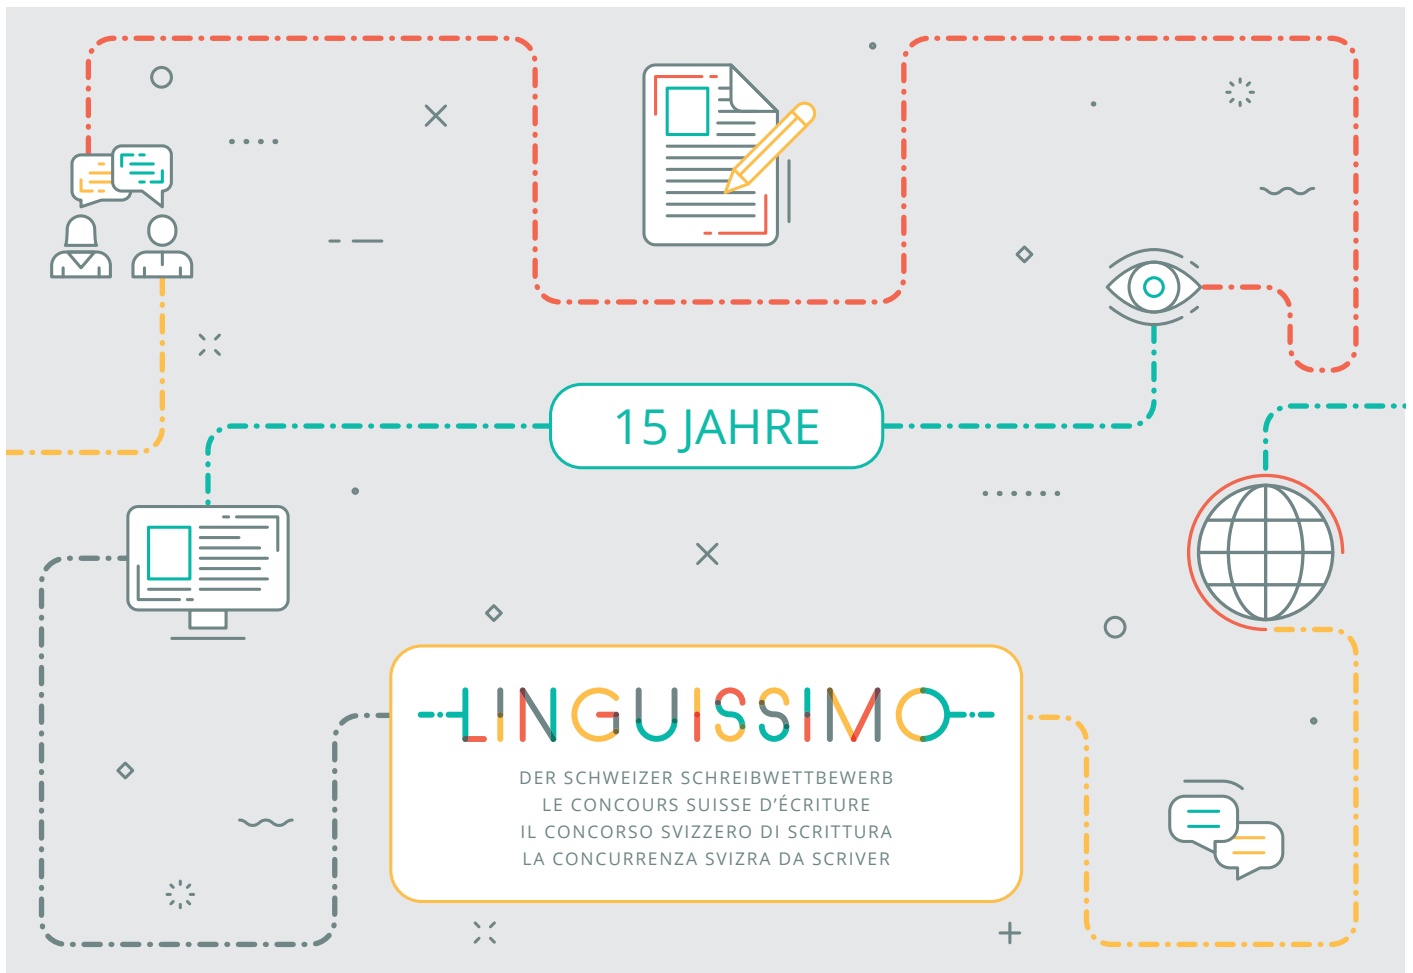 15 JAHRE
LINGUISSIMO
DER SCHWEIZER SCHREIBWETTBEWERB
LE CONCOURS SUISSE D’ÉCRITURE
IL CONCORSO SVIZZERO DI SCRITTURA
LA CONCURRENZA SVIZRA DA SCRIVER